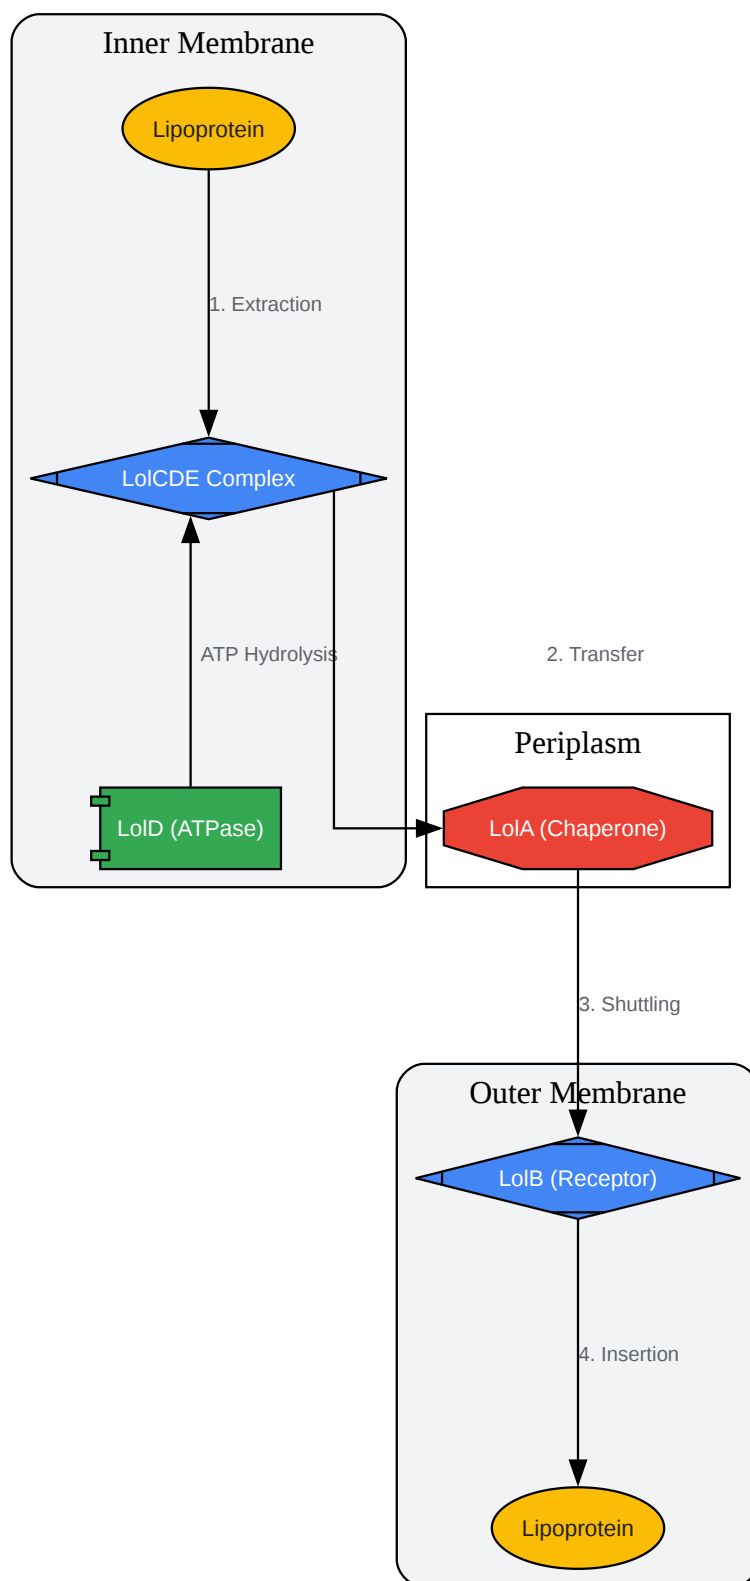 Inner Membrane
Lipoprotein
1. Extraction
LolCDE Complex
ATP Hydrolysis
2. Transfer
Periplasm
LolD (ATPase)
LolA (Chaperone)
3. Shuttling
Outer Membrane
LolB (Receptor)
4. Insertion
Lipoprotein